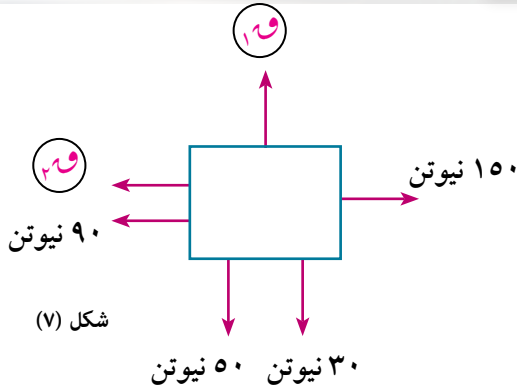 ق١
ق٢
١٥٠ نيوتن
٩٠ نيوتن
شكل (٧)
٣٠ نيوتن
٥٠ نيوتن